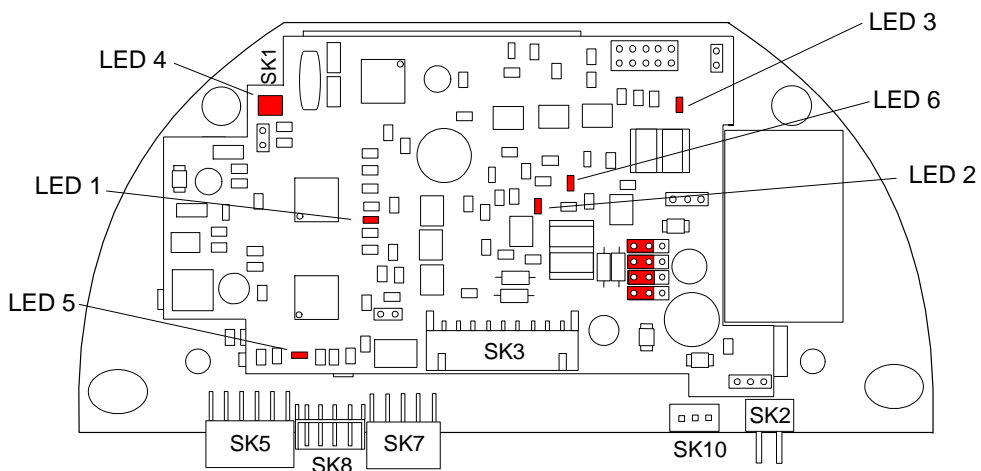 LED 3
LED 4
SK1
LED 6
LED 1
LED 2
LED 5
SK3
SK5
SK8
SK7
SK10
SK2